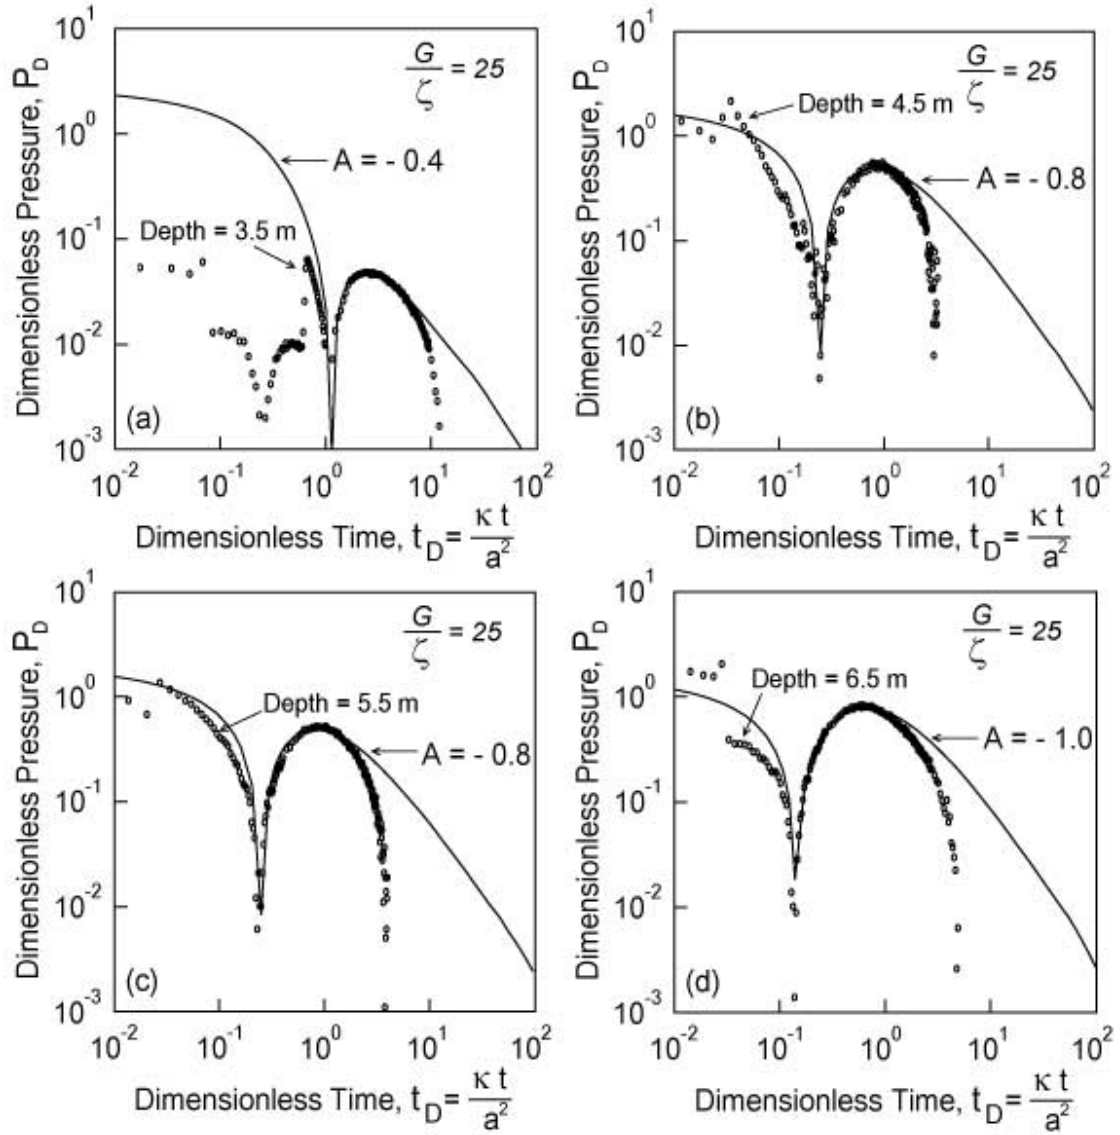 Dimensionless Pressure, P_D
10^1
10^0
10^-1
10^-2
10^-3
G/ζ = 25
A = - 0.4
Depth = 3.5 m
(a)
10^-2 10^-1 10^0 10^1 10^2
Dimensionless Time, t_D = κ t / a^2
Dimensionless Pressure, P_D
10^1
10^0
10^-1
10^-2
10^-3
G/ζ = 25
Depth = 4.5 m
A = - 0.8
(b)
10^-2 10^-1 10^0 10^1 10^2
Dimensionless Time, t_D = κ t / a^2
Dimensionless Pressure, P_D
10^1
10^0
10^-1
10^-2
10^-3
G/ζ = 25
Depth = 5.5 m
A = - 0.8
(c)
10^-2 10^-1 10^0 10^1 10^2
Dimensionless Time, t_D = κ t / a^2
Dimensionless Pressure, P_D
10^1
10^0
10^-1
10^-2
10^-3
G/ζ = 25
Depth = 6.5 m
A = - 1.0
(d)
10^-2 10^-1 10^0 10^1 10^2
Dimensionless Time, t_D = κ t / a^2